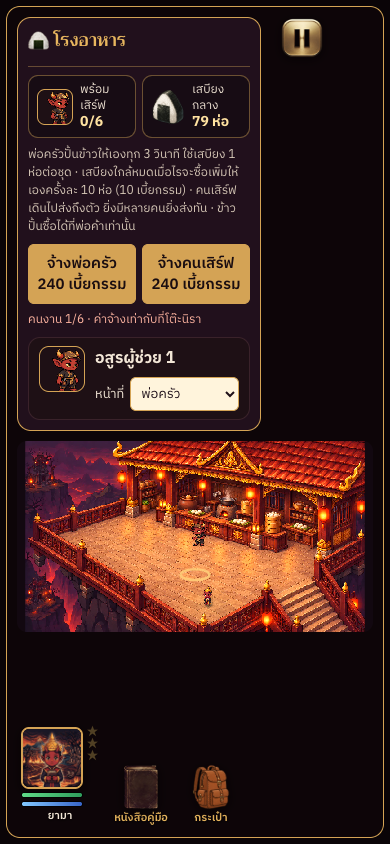 โรงอาหาร
พร้อม
เสิร์ฟ
0/6
เสบียง
กลาง
79 ห่อ
พ่อครัวปั้นข้าวให้เองทุก 3 วินาที ใช้เสบียง 1
ห่อต่อชุด · เสบียงใกล้หมดเมื่อไรจะซื้อเพิ่มให้
เองครั้งละ 10 ห่อ (10 เบี้ยกรรม) · คนเสิร์ฟ
เดินไปส่งถึงตัว ยิ่งมีหลายคนยิ่งส่งทัน · ข้าว
ปั้นซื้อได้ที่พ่อค้าเท่านั้น
จ้างพ่อครัว
240 เบี้ยกรรม
จ้างคนเสิร์ฟ
240 เบี้ยกรรม
คนงาน 1/6 · ค่าจ้างเท่ากับที่โต๊ะนิรา
อสูรผู้ช่วย 1
หน้าที่
พ่อครัว
ยามา
หนังสือคู่มือ
กระเป๋า